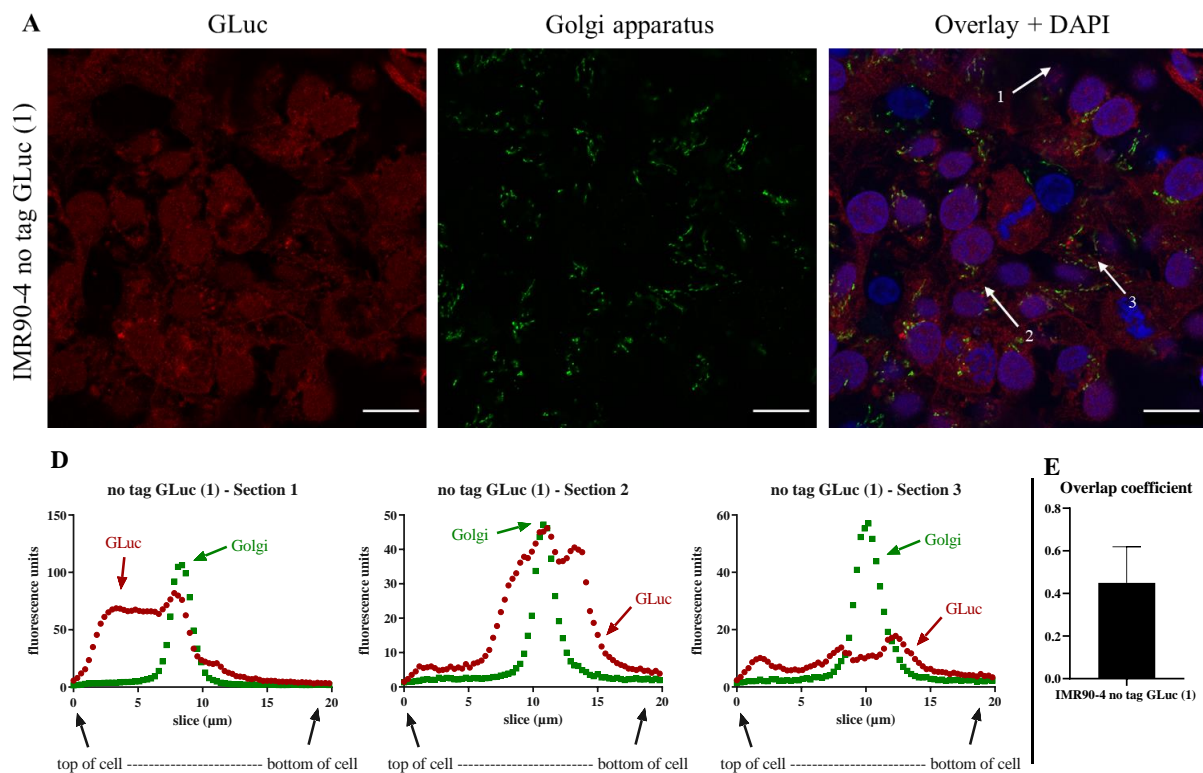 A
GLuc
Golgi apparatus
Overlay + DAPI
IMR90-4 no tag GLuc (1)
1
2
3
D
no tag GLuc (1) - Section 1
fluorescence units
150
100
50
0
GLuc
Golgi
0 5 10 15 20
slice (µm)
top of cell -------------------------- bottom of cell
no tag GLuc (1) - Section 2
fluorescence units
50
40
30
20
10
0
Golgi
GLuc
0 5 10 15 20
slice (µm)
top of cell -------------------------- bottom of cell
no tag GLuc (1) - Section 3
fluorescence units
60
50
40
30
20
10
0
Golgi
GLuc
0 5 10 15 20
slice (µm)
top of cell -------------------------- bottom of cell
E
Overlap coefficient
0.8
0.6
0.4
0.2
0.0
IMR90-4 no tag GLuc (1)